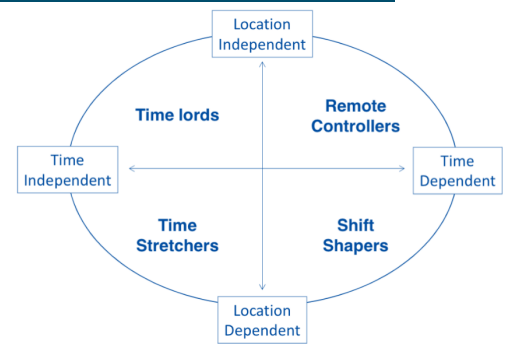 Location
Independent
Time lords
Remote
Controllers
Time
Independent
Time
Dependent
Time
Stretchers
Shift
Shapers
Location
Dependent